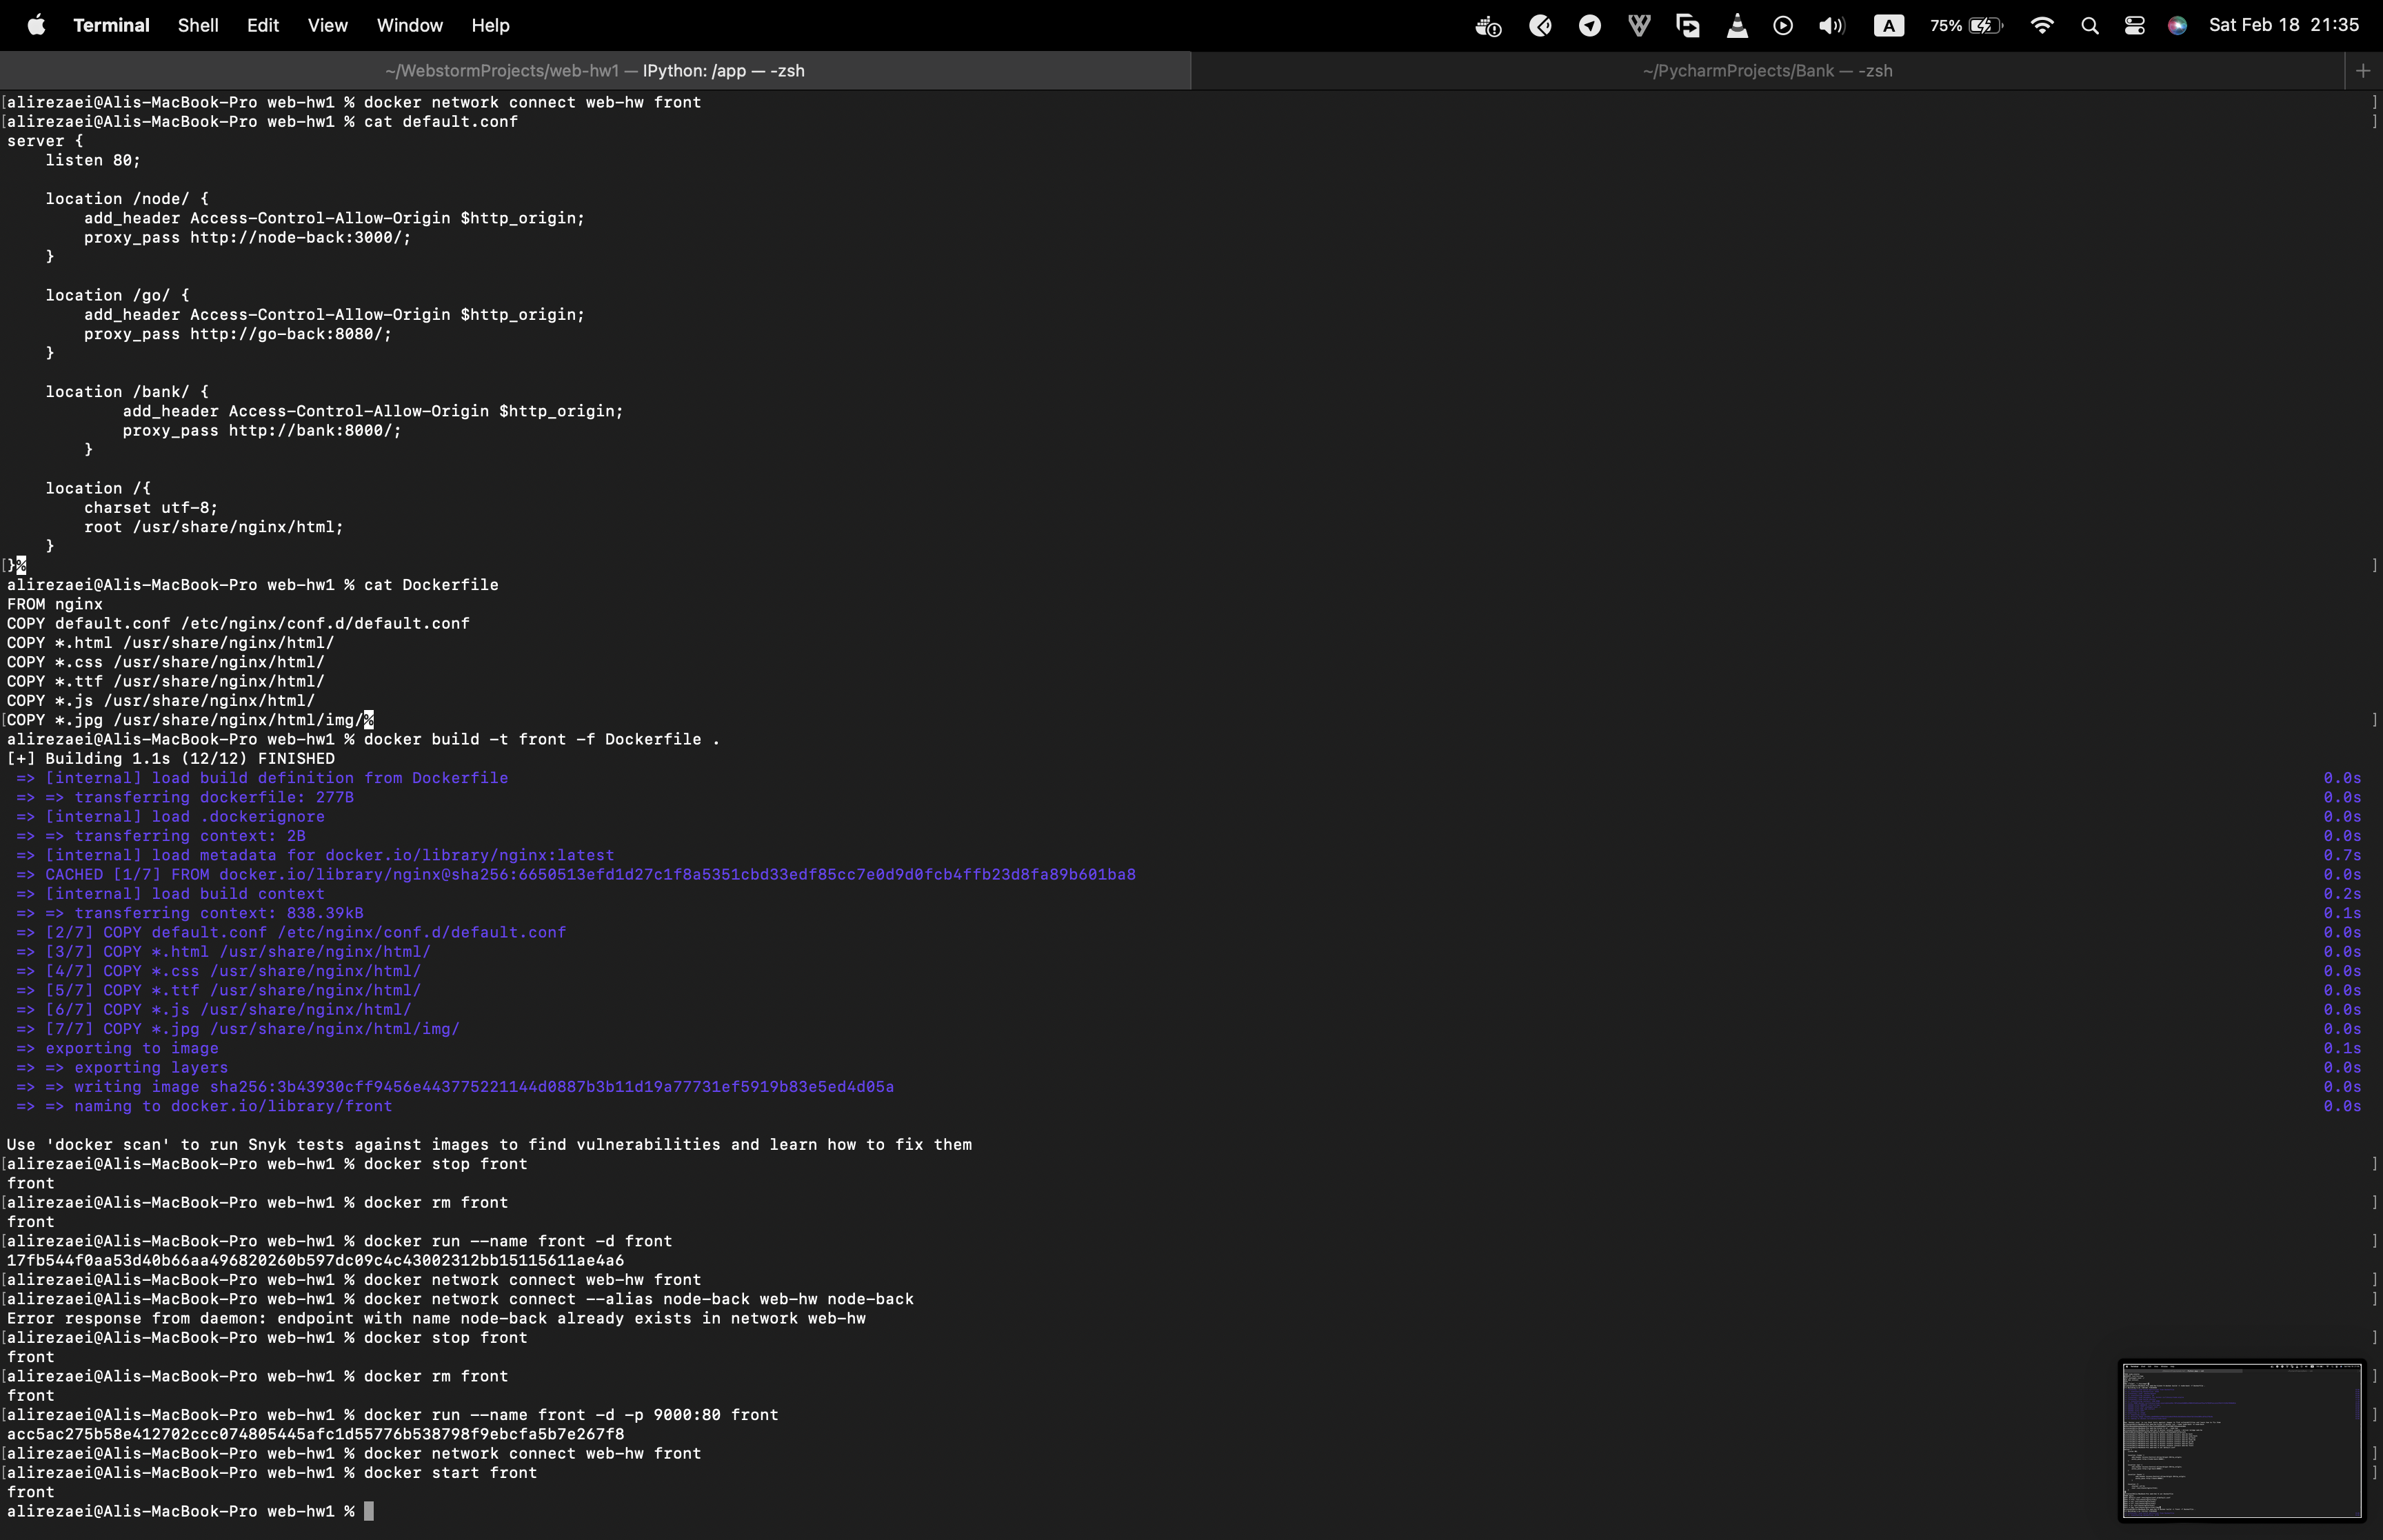 Terminal Shell Edit View Window Help A 75% Sat Feb 18 21:35
~/WebstormProjects/web-hw1 — IPython: /app — -zsh ~/PycharmProjects/Bank — -zsh +
[alirezaei@Alis-MacBook-Pro web-hw1 % docker network connect web-hw front ]
[alirezaei@Alis-MacBook-Pro web-hw1 % cat default.conf ]
server {
    listen 80;
    location /node/ {
        add_header Access-Control-Allow-Origin $http_origin;
        proxy_pass http://node-back:3000/;
    }
    location /go/ {
        add_header Access-Control-Allow-Origin $http_origin;
        proxy_pass http://go-back:8080/;
    }
    location /bank/ {
            add_header Access-Control-Allow-Origin $http_origin;
            proxy_pass http://bank:8000/;
        }
    location /{
        charset utf-8;
        root /usr/share/nginx/html;
    }
[}% ]
alirezaei@Alis-MacBook-Pro web-hw1 % cat Dockerfile
FROM nginx
COPY default.conf /etc/nginx/conf.d/default.conf
COPY *.html /usr/share/nginx/html/
COPY *.css /usr/share/nginx/html/
COPY *.ttf /usr/share/nginx/html/
COPY *.js /usr/share/nginx/html/
[COPY *.jpg /usr/share/nginx/html/img/% ]
alirezaei@Alis-MacBook-Pro web-hw1 % docker build -t front -f Dockerfile .
[+] Building 1.1s (12/12) FINISHED
=> [internal] load build definition from Dockerfile 0.0s
=> => transferring dockerfile: 277B 0.0s
=> [internal] load .dockerignore 0.0s
=> => transferring context: 2B 0.0s
=> [internal] load metadata for docker.io/library/nginx:latest 0.7s
=> CACHED [1/7] FROM docker.io/library/nginx@sha256:6650513efd1d27c1f8a5351cbd33edf85cc7e0d9d0fcb4ffb23d8fa89b601ba8 0.0s
=> [internal] load build context 0.2s
=> => transferring context: 838.39kB 0.1s
=> [2/7] COPY default.conf /etc/nginx/conf.d/default.conf 0.0s
=> [3/7] COPY *.html /usr/share/nginx/html/ 0.0s
=> [4/7] COPY *.css /usr/share/nginx/html/ 0.0s
=> [5/7] COPY *.ttf /usr/share/nginx/html/ 0.0s
=> [6/7] COPY *.js /usr/share/nginx/html/ 0.0s
=> [7/7] COPY *.jpg /usr/share/nginx/html/img/ 0.0s
=> exporting to image 0.1s
=> => exporting layers 0.0s
=> => writing image sha256:3b43930cff9456e443775221144d0887b3b11d19a77731ef5919b83e5ed4d05a 0.0s
=> => naming to docker.io/library/front 0.0s
Use 'docker scan' to run Snyk tests against images to find vulnerabilities and learn how to fix them
[alirezaei@Alis-MacBook-Pro web-hw1 % docker stop front ]
front
[alirezaei@Alis-MacBook-Pro web-hw1 % docker rm front ]
front
[alirezaei@Alis-MacBook-Pro web-hw1 % docker run --name front -d front ]
17fb544f0aa53d40b66aa496820260b597dc09c4c43002312bb15115611ae4a6
[alirezaei@Alis-MacBook-Pro web-hw1 % docker network connect web-hw front ]
[alirezaei@Alis-MacBook-Pro web-hw1 % docker network connect --alias node-back web-hw node-back ]
Error response from daemon: endpoint with name node-back already exists in network web-hw
[alirezaei@Alis-MacBook-Pro web-hw1 % docker stop front ]
front
[alirezaei@Alis-MacBook-Pro web-hw1 % docker rm front ]
front
[alirezaei@Alis-MacBook-Pro web-hw1 % docker run --name front -d -p 9000:80 front ]
acc5ac275b58e412702ccc074805445afc1d55776b538798f9ebcfa5b7e267f8
[alirezaei@Alis-MacBook-Pro web-hw1 % docker network connect web-hw front ]
[alirezaei@Alis-MacBook-Pro web-hw1 % docker start front ]
front
alirezaei@Alis-MacBook-Pro web-hw1 %